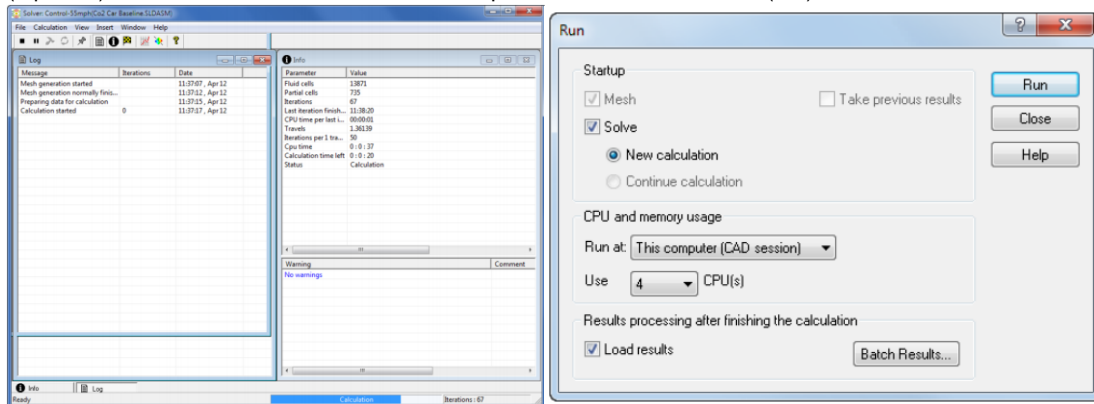 Solver: Control-55mph(Co2 Car Baseline.SLDASM)
File Calculation View Insert Window Help
Log
Message Iterations Date
Mesh generation started 11:37:07 , Apr 12
Mesh generation normally finis... 11:37:12 , Apr 12
Preparing data for calculation 11:37:15 , Apr 12
Calculation started 0 11:37:37 , Apr 12
Info
Parameter Value
Fluid cells 13871
Partial cells 735
Iterations 67
Last iteration finish... 11:38:20
CPU time per last i... 00:00:01
Travels 1.36139
Iterations per 1 tra... 50
Cpu time 0 : 0 : 37
Calculation time left 0 : 0 : 20
Status Calculation
Warning Comment
No warnings
Info Log
Ready Calculation Iterations : 67
Run
Startup
Mesh Take previous results
Solve
New calculation
Continue calculation
CPU and memory usage
Run at: This computer (CAD session)
Use 4 CPU(s)
Results processing after finishing the calculation
Load results Batch Results...
Run
Close
Help